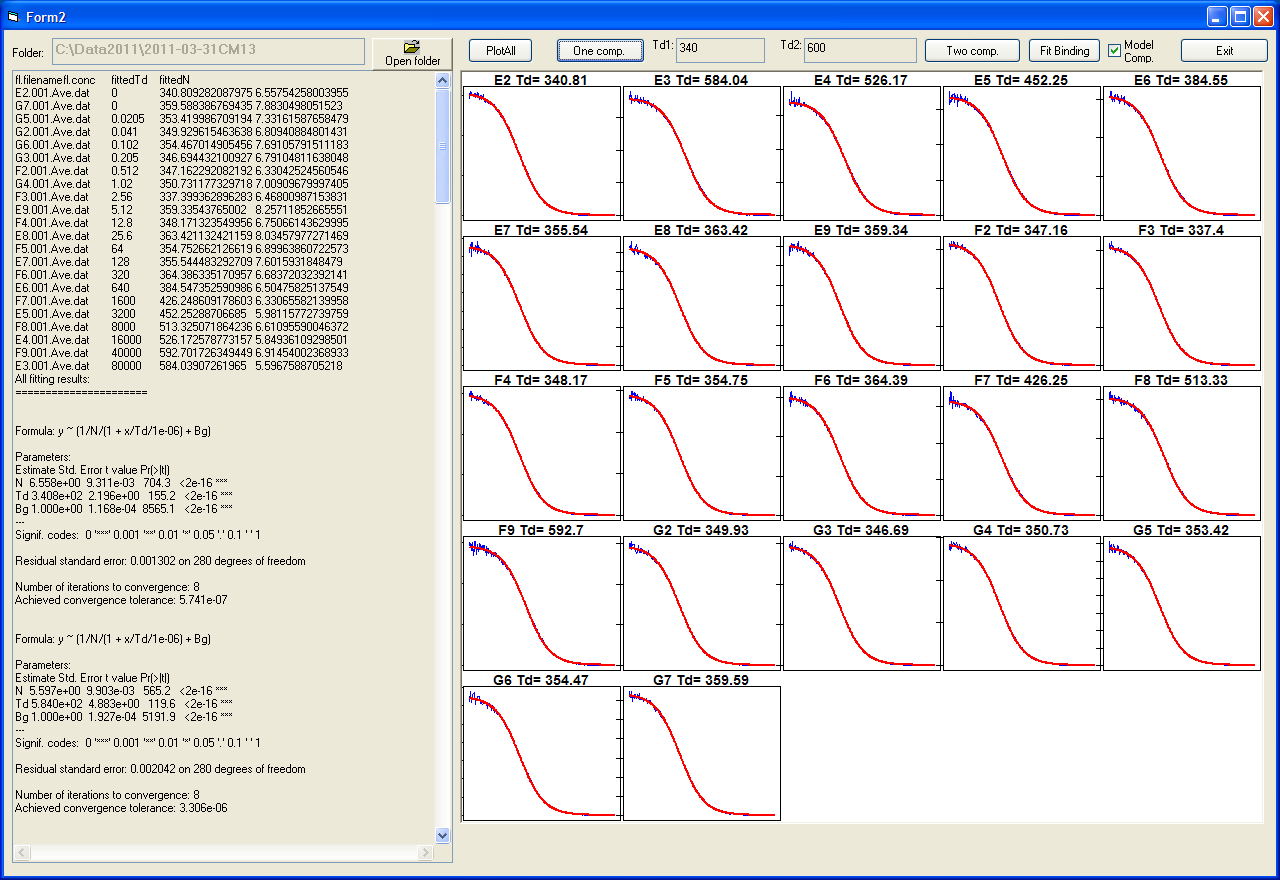 Form2
Folder: C:\Data2011\2011-03-31CM13 Open folder PlotAll One comp. Td1: 340 Td2: 600 Two comp. Fit Binding Model Comp. Exit
fl.filenamefl.conc fittedTd fittedN
E2.001.Ave.dat 0 340.809282087975 6.55754258003955
G7.001.Ave.dat 0 359.588386769435 7.8830498051523
G5.001.Ave.dat 0.0205 353.419986709194 7.33161587658479
G2.001.Ave.dat 0.041 349.929615463638 6.80940884801431
G6.001.Ave.dat 0.102 354.467014905456 7.69105791511183
G3.001.Ave.dat 0.205 346.694432100927 6.79104811638048
F2.001.Ave.dat 0.512 347.162292082192 6.33042524560546
G4.001.Ave.dat 1.02 350.731177329718 7.00909679997405
F3.001.Ave.dat 2.56 337.399362896283 6.46800987153831
E9.001.Ave.dat 5.12 359.33543765002 8.25711852665551
F4.001.Ave.dat 12.8 348.171323549956 6.75066143629995
E8.001.Ave.dat 25.6 363.421132421159 8.03457977271469
F5.001.Ave.dat 64 354.752662126619 6.89963860722573
E7.001.Ave.dat 128 355.544483292709 7.6015931848479
F6.001.Ave.dat 320 364.386335170957 6.68372032392141
E6.001.Ave.dat 640 384.547352590986 6.50475825137549
F7.001.Ave.dat 1600 426.248609178603 6.33065582139958
E5.001.Ave.dat 3200 452.25288706685 5.98115772739759
F8.001.Ave.dat 8000 513.325071864236 6.61095590046372
E4.001.Ave.dat 16000 526.172578773157 5.84936109298501
F9.001.Ave.dat 40000 592.701726349449 6.91454002368933
E3.001.Ave.dat 80000 584.03907261965 5.5967588705218
All fitting results:
======================
Formula: y ~ (1/N/(1 + x/Td/1e-06) + Bg)
Parameters:
Estimate Std. Error t value Pr(>|t|)
N 6.558e+00 9.311e-03 704.3 <2e-16 ***
Td 3.408e+02 2.196e+00 155.2 <2e-16 ***
Bg 1.000e+00 1.168e-04 8565.1 <2e-16 ***
---
Signif. codes: 0 '***' 0.001 '**' 0.01 '*' 0.05 '.' 0.1 ' ' 1
Residual standard error: 0.001302 on 280 degrees of freedom
Number of iterations to convergence: 8
Achieved convergence tolerance: 5.741e-07
Formula: y ~ (1/N/(1 + x/Td/1e-06) + Bg)
Parameters:
Estimate Std. Error t value Pr(>|t|)
N 5.597e+00 9.903e-03 565.2 <2e-16 ***
Td 5.840e+02 4.883e+00 119.6 <2e-16 ***
Bg 1.000e+00 1.927e-04 5191.9 <2e-16 ***
---
Signif. codes: 0 '***' 0.001 '**' 0.01 '*' 0.05 '.' 0.1 ' ' 1
Residual standard error: 0.002042 on 280 degrees of freedom
Number of iterations to convergence: 8
Achieved convergence tolerance: 3.306e-06
E2 Td= 340.81 E3 Td= 584.04 E4 Td= 526.17 E5 Td= 452.25 E6 Td= 384.55
E7 Td= 355.54 E8 Td= 363.42 E9 Td= 359.34 F2 Td= 347.16 F3 Td= 337.4
F4 Td= 348.17 F5 Td= 354.75 F6 Td= 364.39 F7 Td= 426.25 F8 Td= 513.33
F9 Td= 592.7 G2 Td= 349.93 G3 Td= 346.69 G4 Td= 350.73 G5 Td= 353.42
G6 Td= 354.47 G7 Td= 359.59